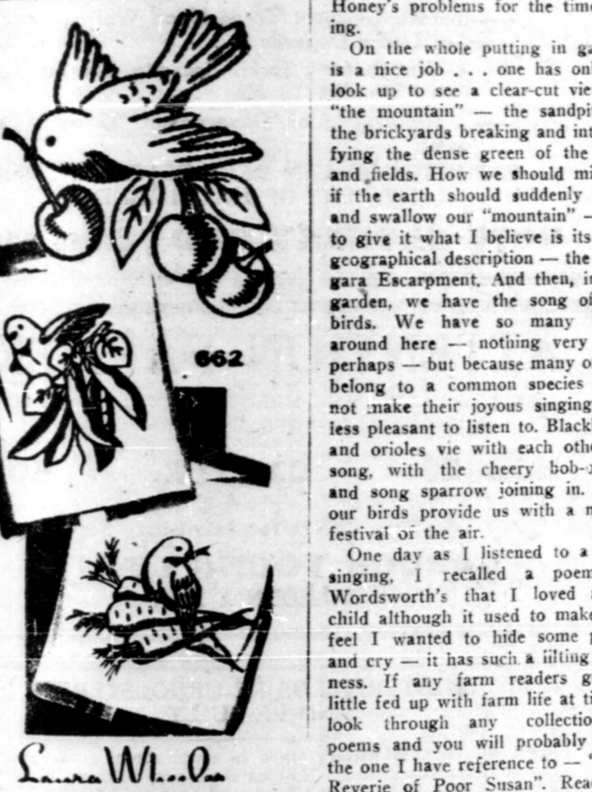 662
Laura Wheeler
Honey's problems for the time
ing.
On the whole putting in ga
is a nice job . . . one has onl
look up to see a clear-cut vie
"the mountain" — the sandpi
the brickyards breaking and int
fying the dense green of the
and fields. How we should mi
if the earth should suddenly
and swallow our "mountain" —
to give it what I believe is its
geographical description — the
gara Escarpment. And then, in
garden, we have the song of
birds. We have so many
around here — nothing very
perhaps — but because many o
belong to a common species
not make their joyous singing
less pleasant to listen to. Black
and orioles vie with each othe
song, with the cheery
and song sparrow joining in.
our birds provide us with a m
festival of the air.
One day as I listened to a
singing, I recalled a poem
Wordsworth's that I loved
child although it used to make
feel I wanted to hide some p
and cry — it has such a lilting
ness. If any farm readers g
little fed up with farm life at ti
look through any collectio
poems and you will probably
the one I have reference to — "
Reverie of Poor Susan". Rea